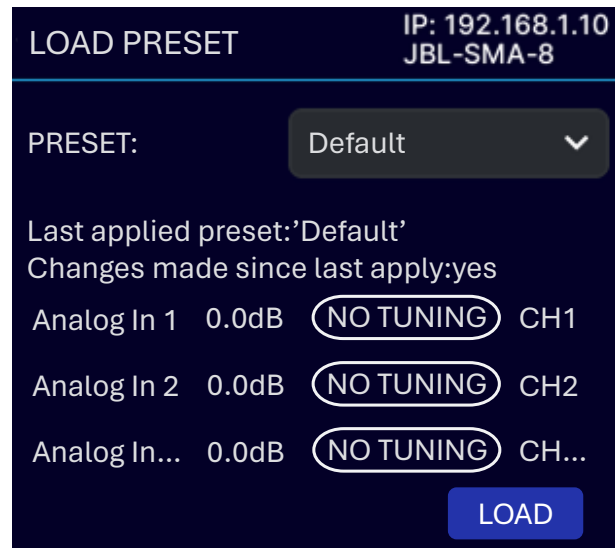 LOAD PRESET
IP: 192.168.1.10
JBL-SMA-8
PRESET:
Default
Last applied preset:’Default’
Changes made since last apply:yes
Analog In 1 0.0dB NO TUNING CH1
Analog In 2 0.0dB NO TUNING CH2
Analog In... 0.0dB NO TUNING CH...
LOAD